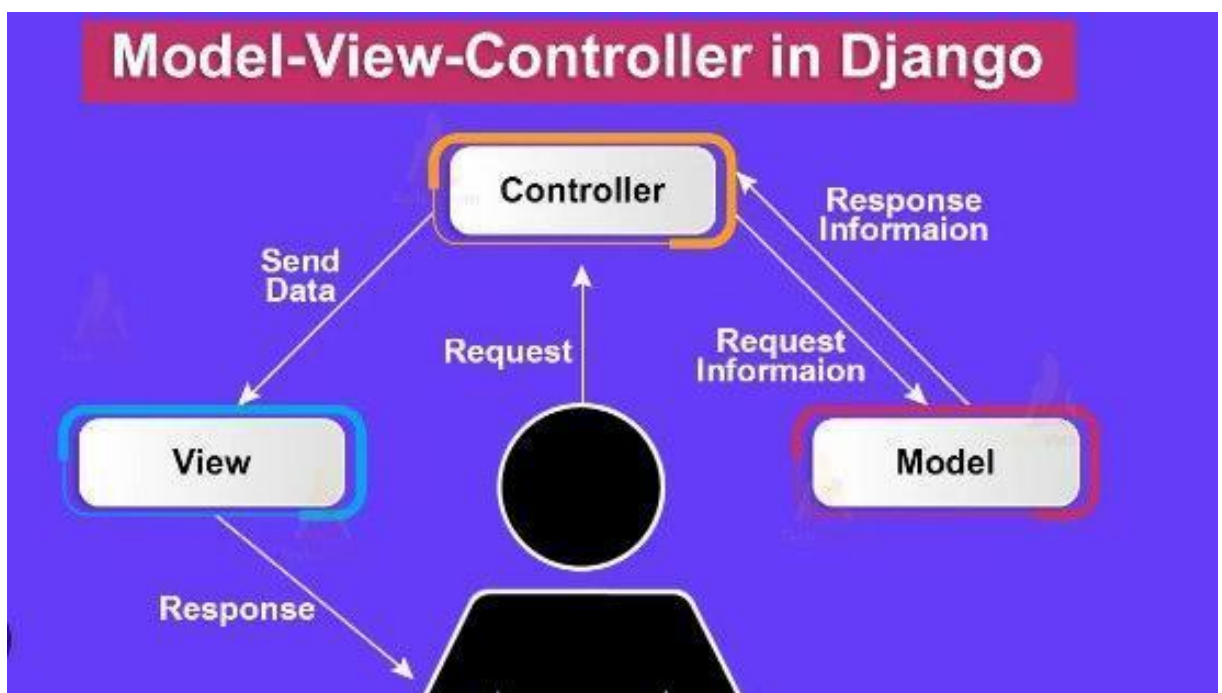 Model-View-Controller in Django
Controller
Response
Informaion
Send
Data
Request
Request
Informaion
View
Model
Response